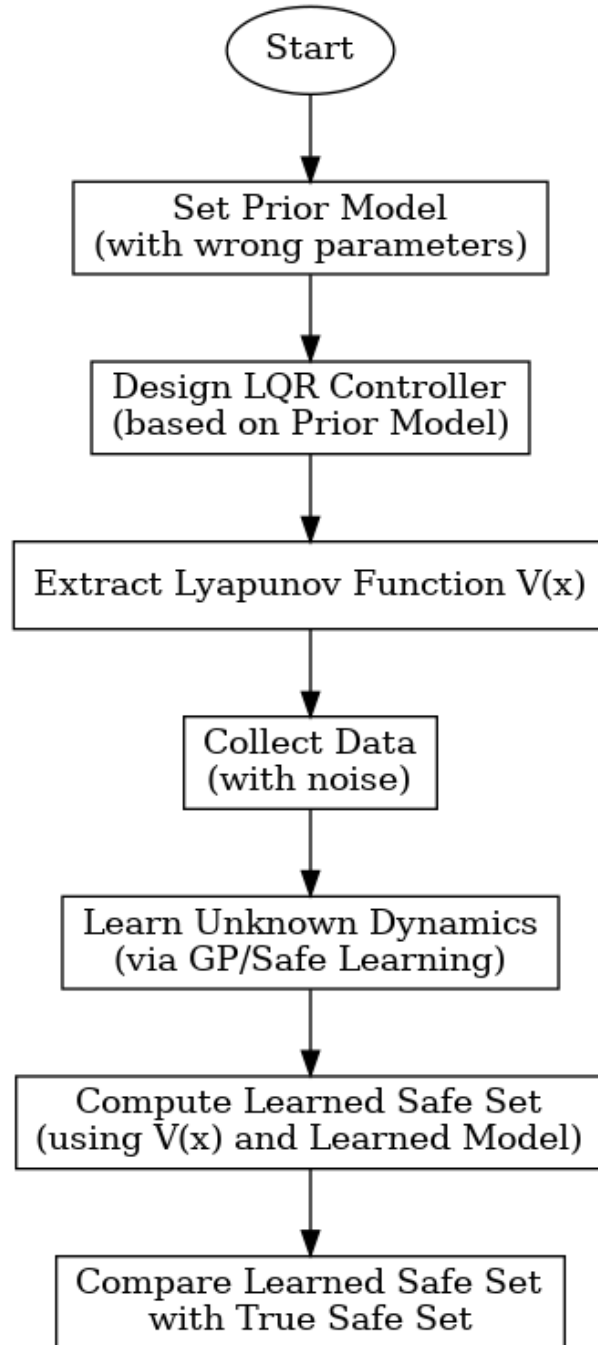 Start
Set Prior Model
(with wrong parameters)
Design LQR Controller
(based on Prior Model)
Extract Lyapunov Function V(x)
Collect Data
(with noise)
Learn Unknown Dynamics
(via GP/Safe Learning)
Compute Learned Safe Set
(using V(x) and Learned Model)
Compare Learned Safe Set
with True Safe Set